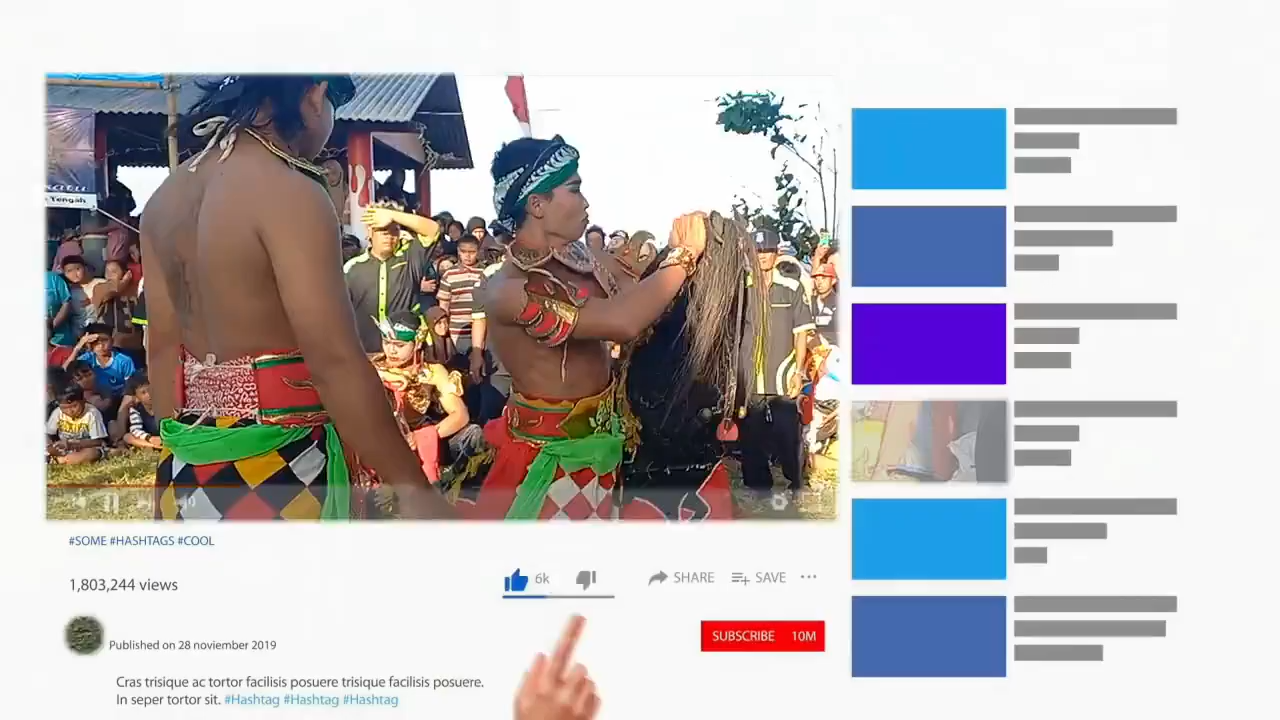 Tengah
#SOME #HASHTAGS #COOL
1,803,244 views
6k
SHARE
SAVE
Published on 28 noviember 2019
SUBSCRIBE 10M
Cras trisique ac tortor facilisis posuere trisique facilisis posuere.
In seper tortor sit. #Hashtag #Hashtag #Hashtag